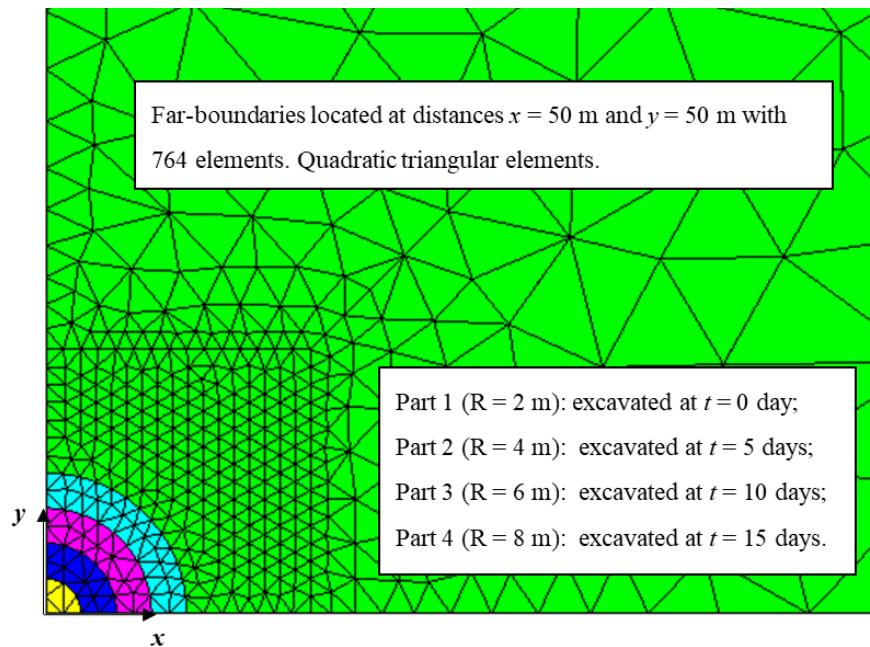 Far-boundaries located at distances x = 50 m and y = 50 m with
764 elements. Quadratic triangular elements.
Part 1 (R = 2 m): excavated at t = 0 day;
Part 2 (R = 4 m): excavated at t = 5 days;
Part 3 (R = 6 m): excavated at t = 10 days;
Part 4 (R = 8 m): excavated at t = 15 days.
y
x